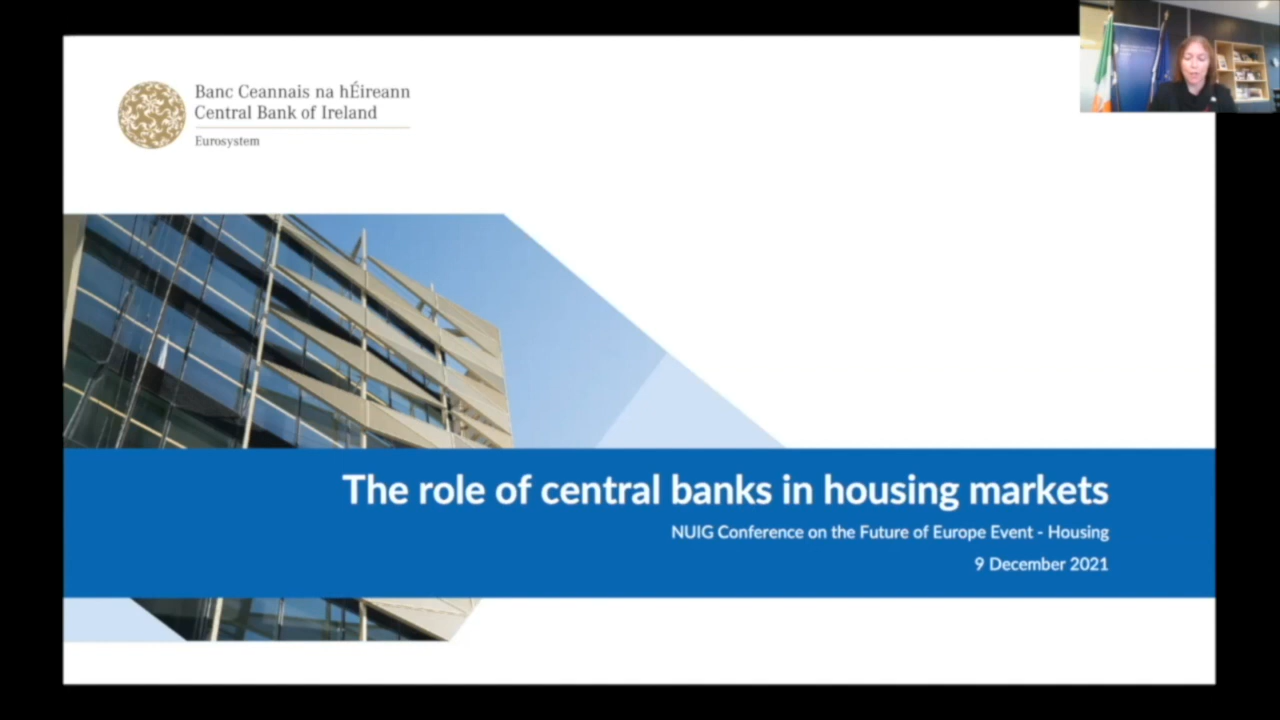 Banc Ceannais na hÉireann
Central Bank of Ireland
Eurosystem
The role of central banks in housing markets
NUIG Conference on the Future of Europe Event - Housing
9 December 2021